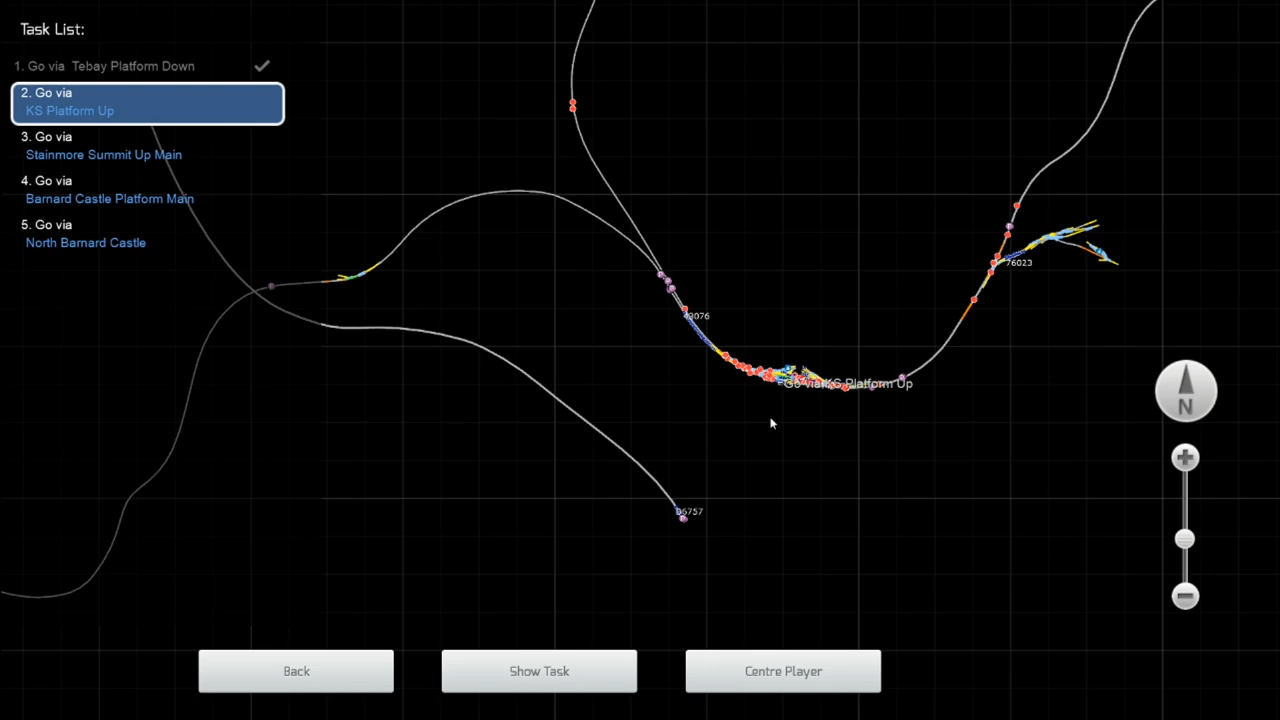 Task List:
1. Go via Tebay Platform Down
2. Go via
KS Platform Up
3. Go via
Stainmore Summit Up Main
4. Go via
Barnard Castle Platform Main
5. Go via
North Barnard Castle
76023
43076
Go via KS Platform Up
D6757
N
Back
Show Task
Centre Player